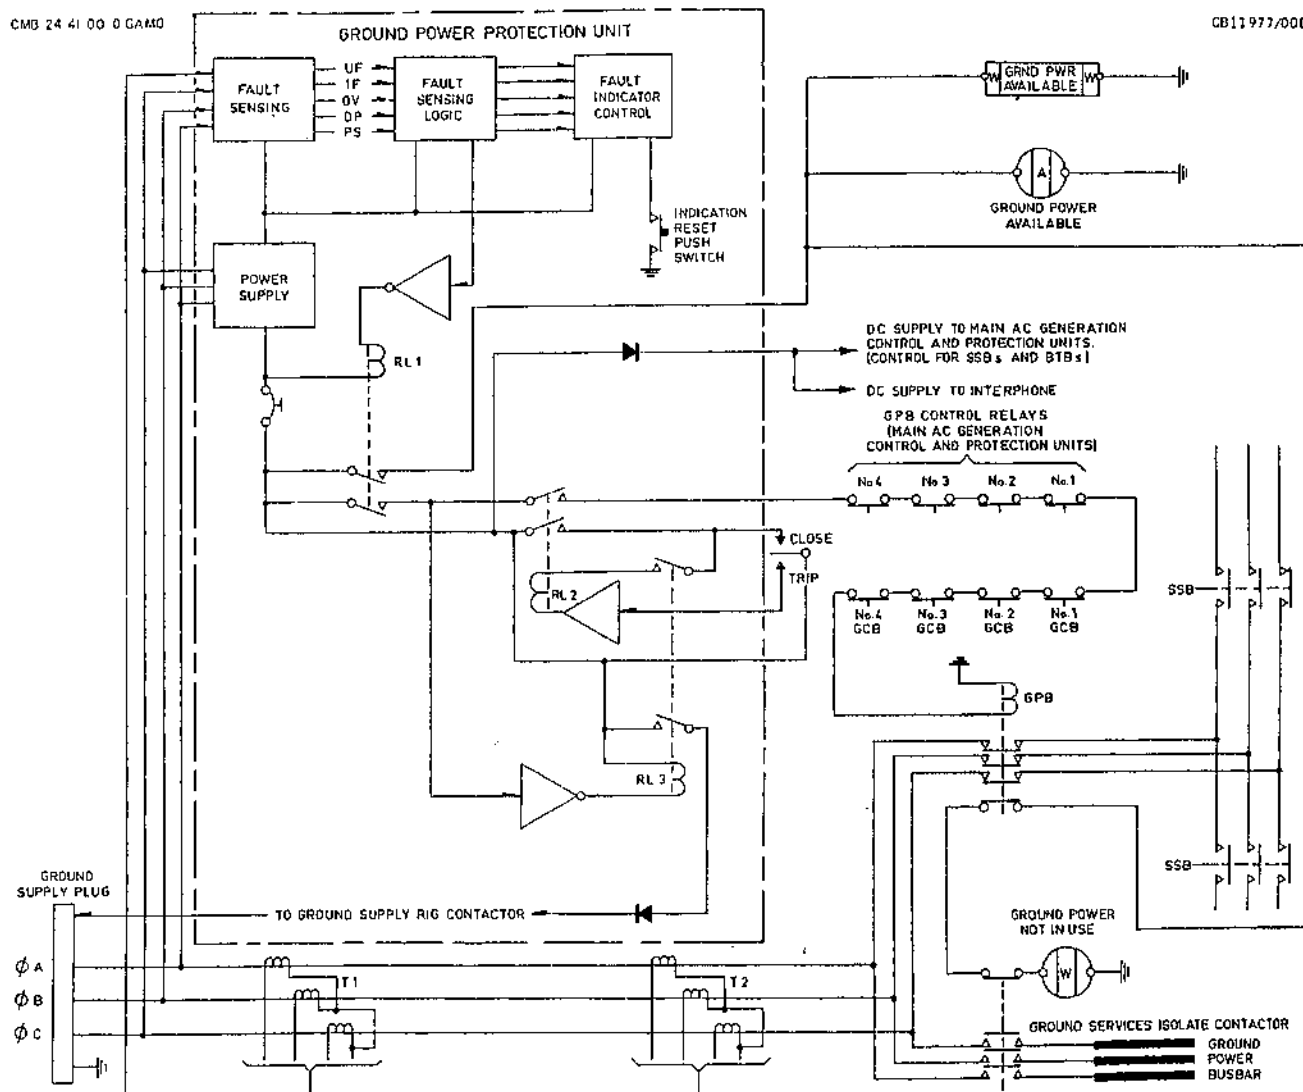 CMB 24 41 00 0 GAM0
GB11977/00
GROUND POWER PROTECTION UNIT
FAULT
SENSING
UF
1F
OV
OP
PS
FAULT
SENSING
LOGIC
FAULT
INDICATOR
CONTROL
W
GRND PWR
AVAILABLE
W
A
GROUND POWER
AVAILABLE
INDICATION
RESET
PUSH
SWITCH
POWER
SUPPLY
RL 1
DC SUPPLY TO MAIN AC GENERATION
CONTROL AND PROTECTION UNITS.
(CONTROL FOR SSBs AND BTBs)
DC SUPPLY TO INTERPHONE
GPB CONTROL RELAYS
(MAIN AC GENERATION
CONTROL AND PROTECTION UNITS)
No.4
No.3
No.2
No.1
CLOSE
TRIP
RL 2
No.4
GCB
No.3
GCB
No.2
GCB
No.1
GCB
SSB
GPB
RL 3
SSB
GROUND
SUPPLY PLUG
TO GROUND SUPPLY RIG CONTACTOR
GROUND POWER
NOT IN USE
W
ϕ A
ϕ B
ϕ C
T1
T2
GROUND SERVICES ISOLATE CONTACTOR
GROUND
POWER
BUSBAR